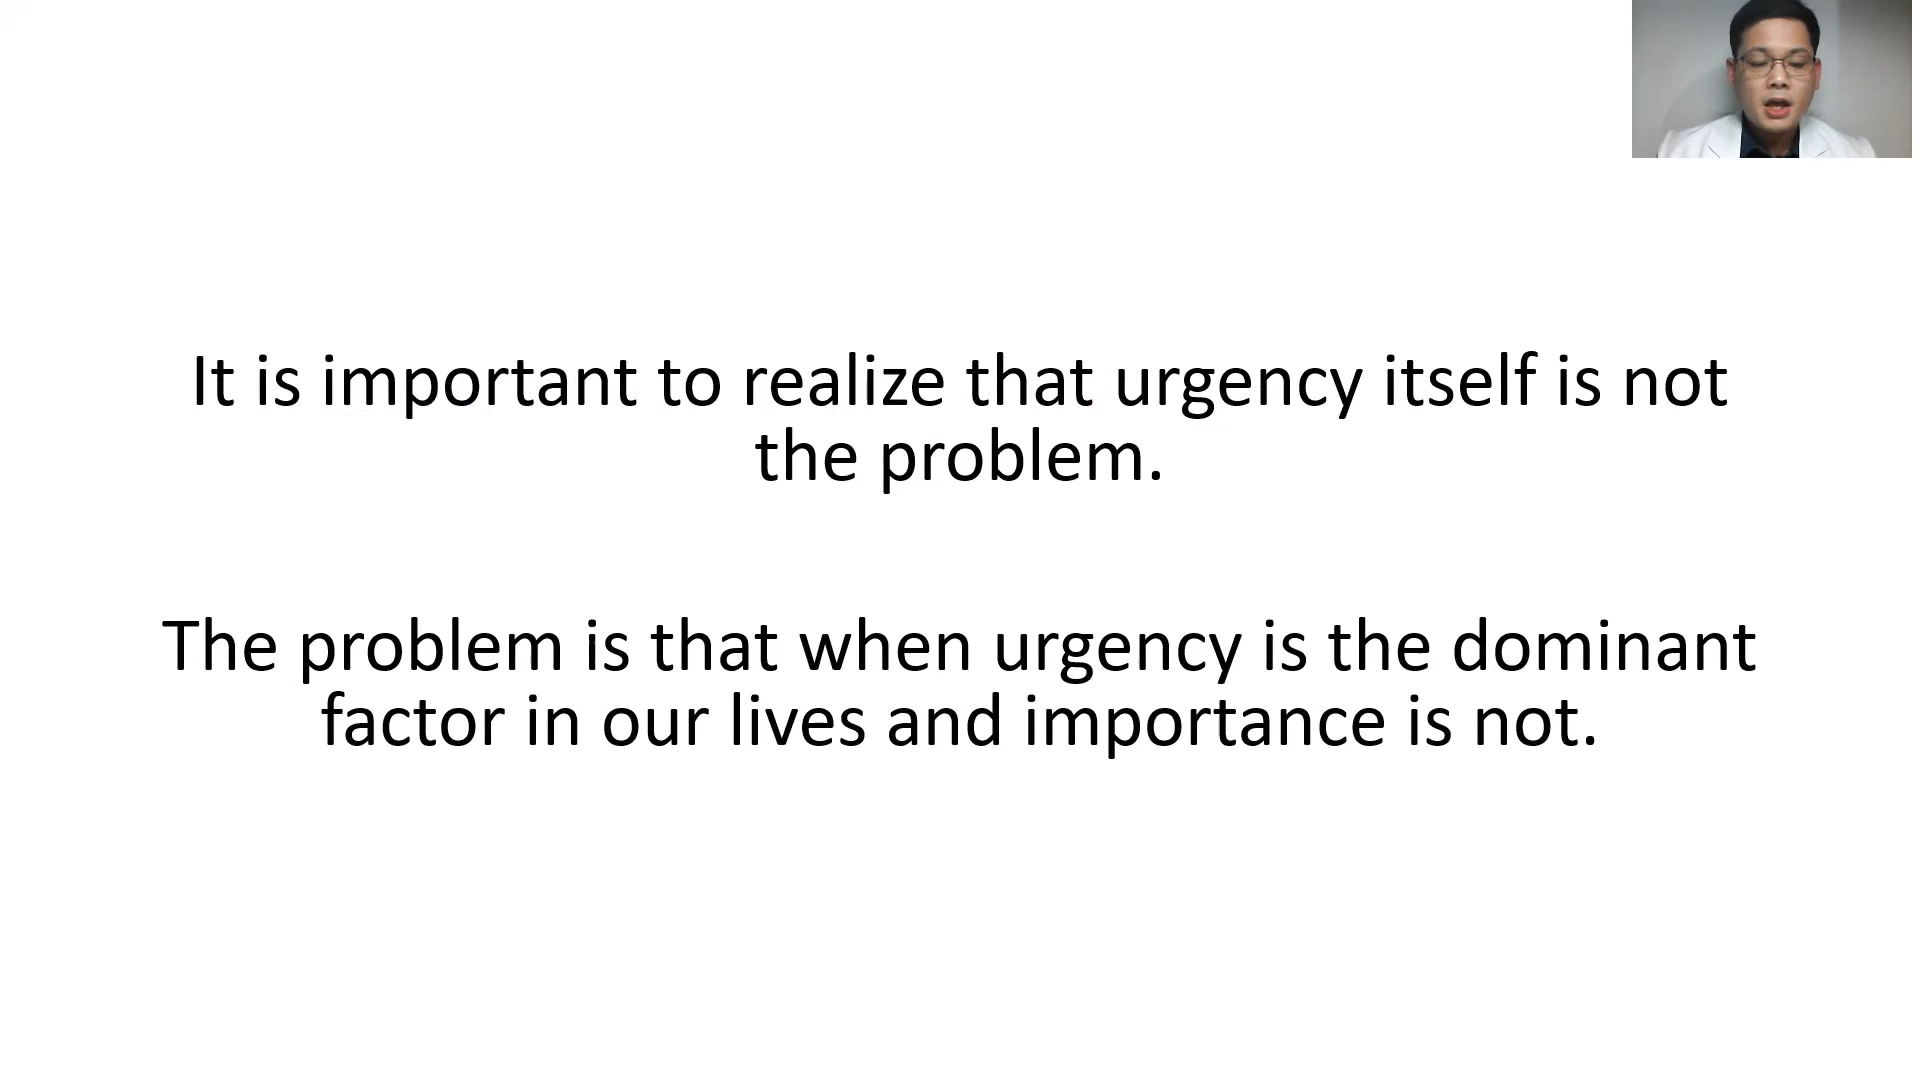 It is important to realize that urgency itself is not
the problem.
The problem is that when urgency is the dominant
factor in our lives and importance is not.